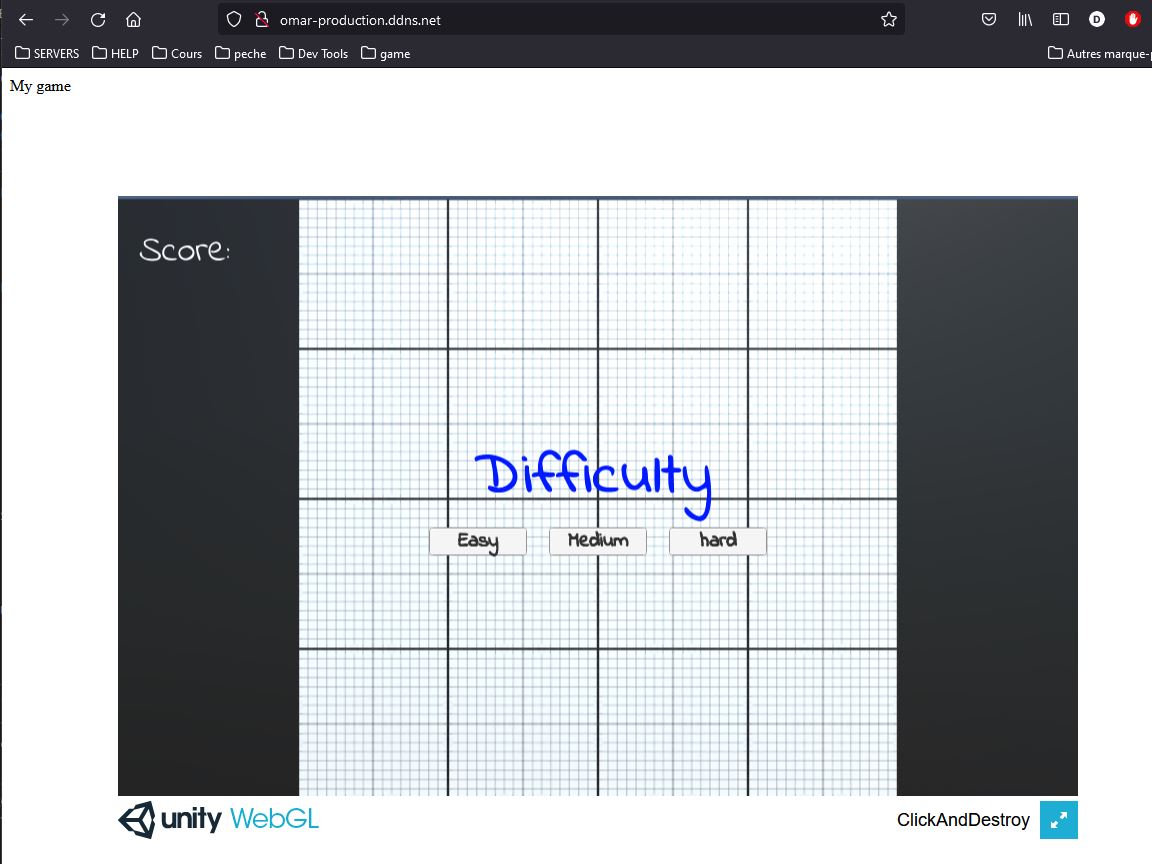 omar-production.ddns.net
D
SERVERS HELP Cours peche Dev Tools game Autres marque-p
My game
Score:
Difficulty
Easy Medium hard
unity WebGL ClickAndDestroy